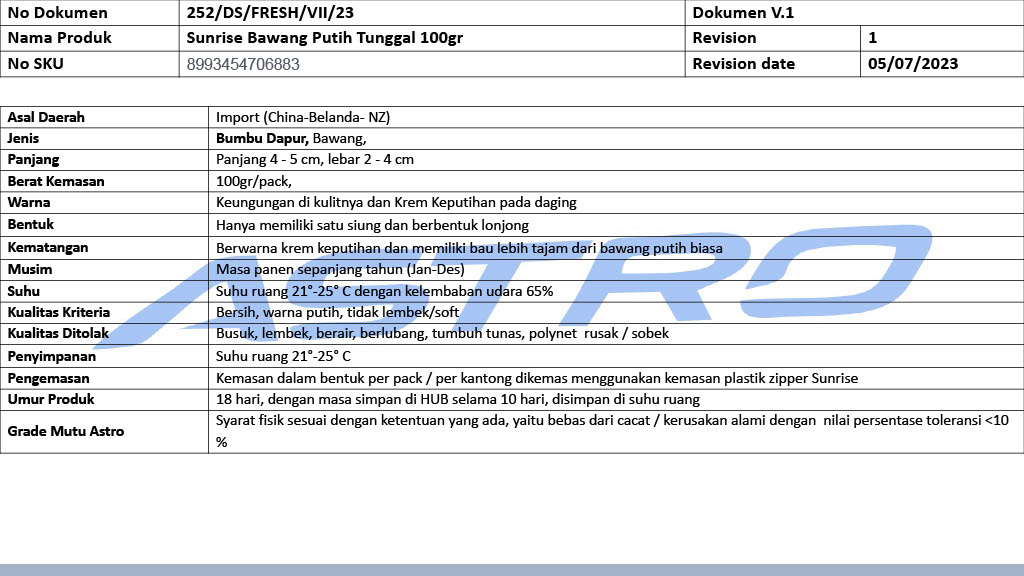 No Dokumen 252/DS/FRESH/VII/23 Dokumen V.1
Nama Produk Sunrise Bawang Putih Tunggal 100gr Revision 1
No SKU 8993454706883 Revision date 05/07/2023
Asal Daerah Import (China-Belanda- NZ)
Jenis Bumbu Dapur, Bawang,
Panjang Panjang 4 - 5 cm, lebar 2 - 4 cm
Berat Kemasan 100gr/pack,
Warna Keungungan di kulitnya dan Krem Keputihan pada daging
Bentuk Hanya memiliki satu siung dan berbentuk lonjong
Kematangan Berwarna krem keputihan dan memiliki bau lebih tajam dari bawang putih biasa
Musim Masa panen sepanjang tahun (Jan-Des)
Suhu Suhu ruang 21°-25° C dengan kelembaban udara 65%
Kualitas Kriteria Bersih, warna putih, tidak lembek/soft
Kualitas Ditolak Busuk, lembek, berair, berlubang, tumbuh tunas, polynet rusak / sobek
Penyimpanan Suhu ruang 21°-25° C
Pengemasan Kemasan dalam bentuk per pack / per kantong dikemas menggunakan kemasan plastik zipper Sunrise
Umur Produk 18 hari, dengan masa simpan di HUB selama 10 hari, disimpan di suhu ruang
Grade Mutu Astro Syarat fisik sesuai dengan ketentuan yang ada, yaitu bebas dari cacat / kerusakan alami dengan nilai persentase toleransi <10
%
ASTRO